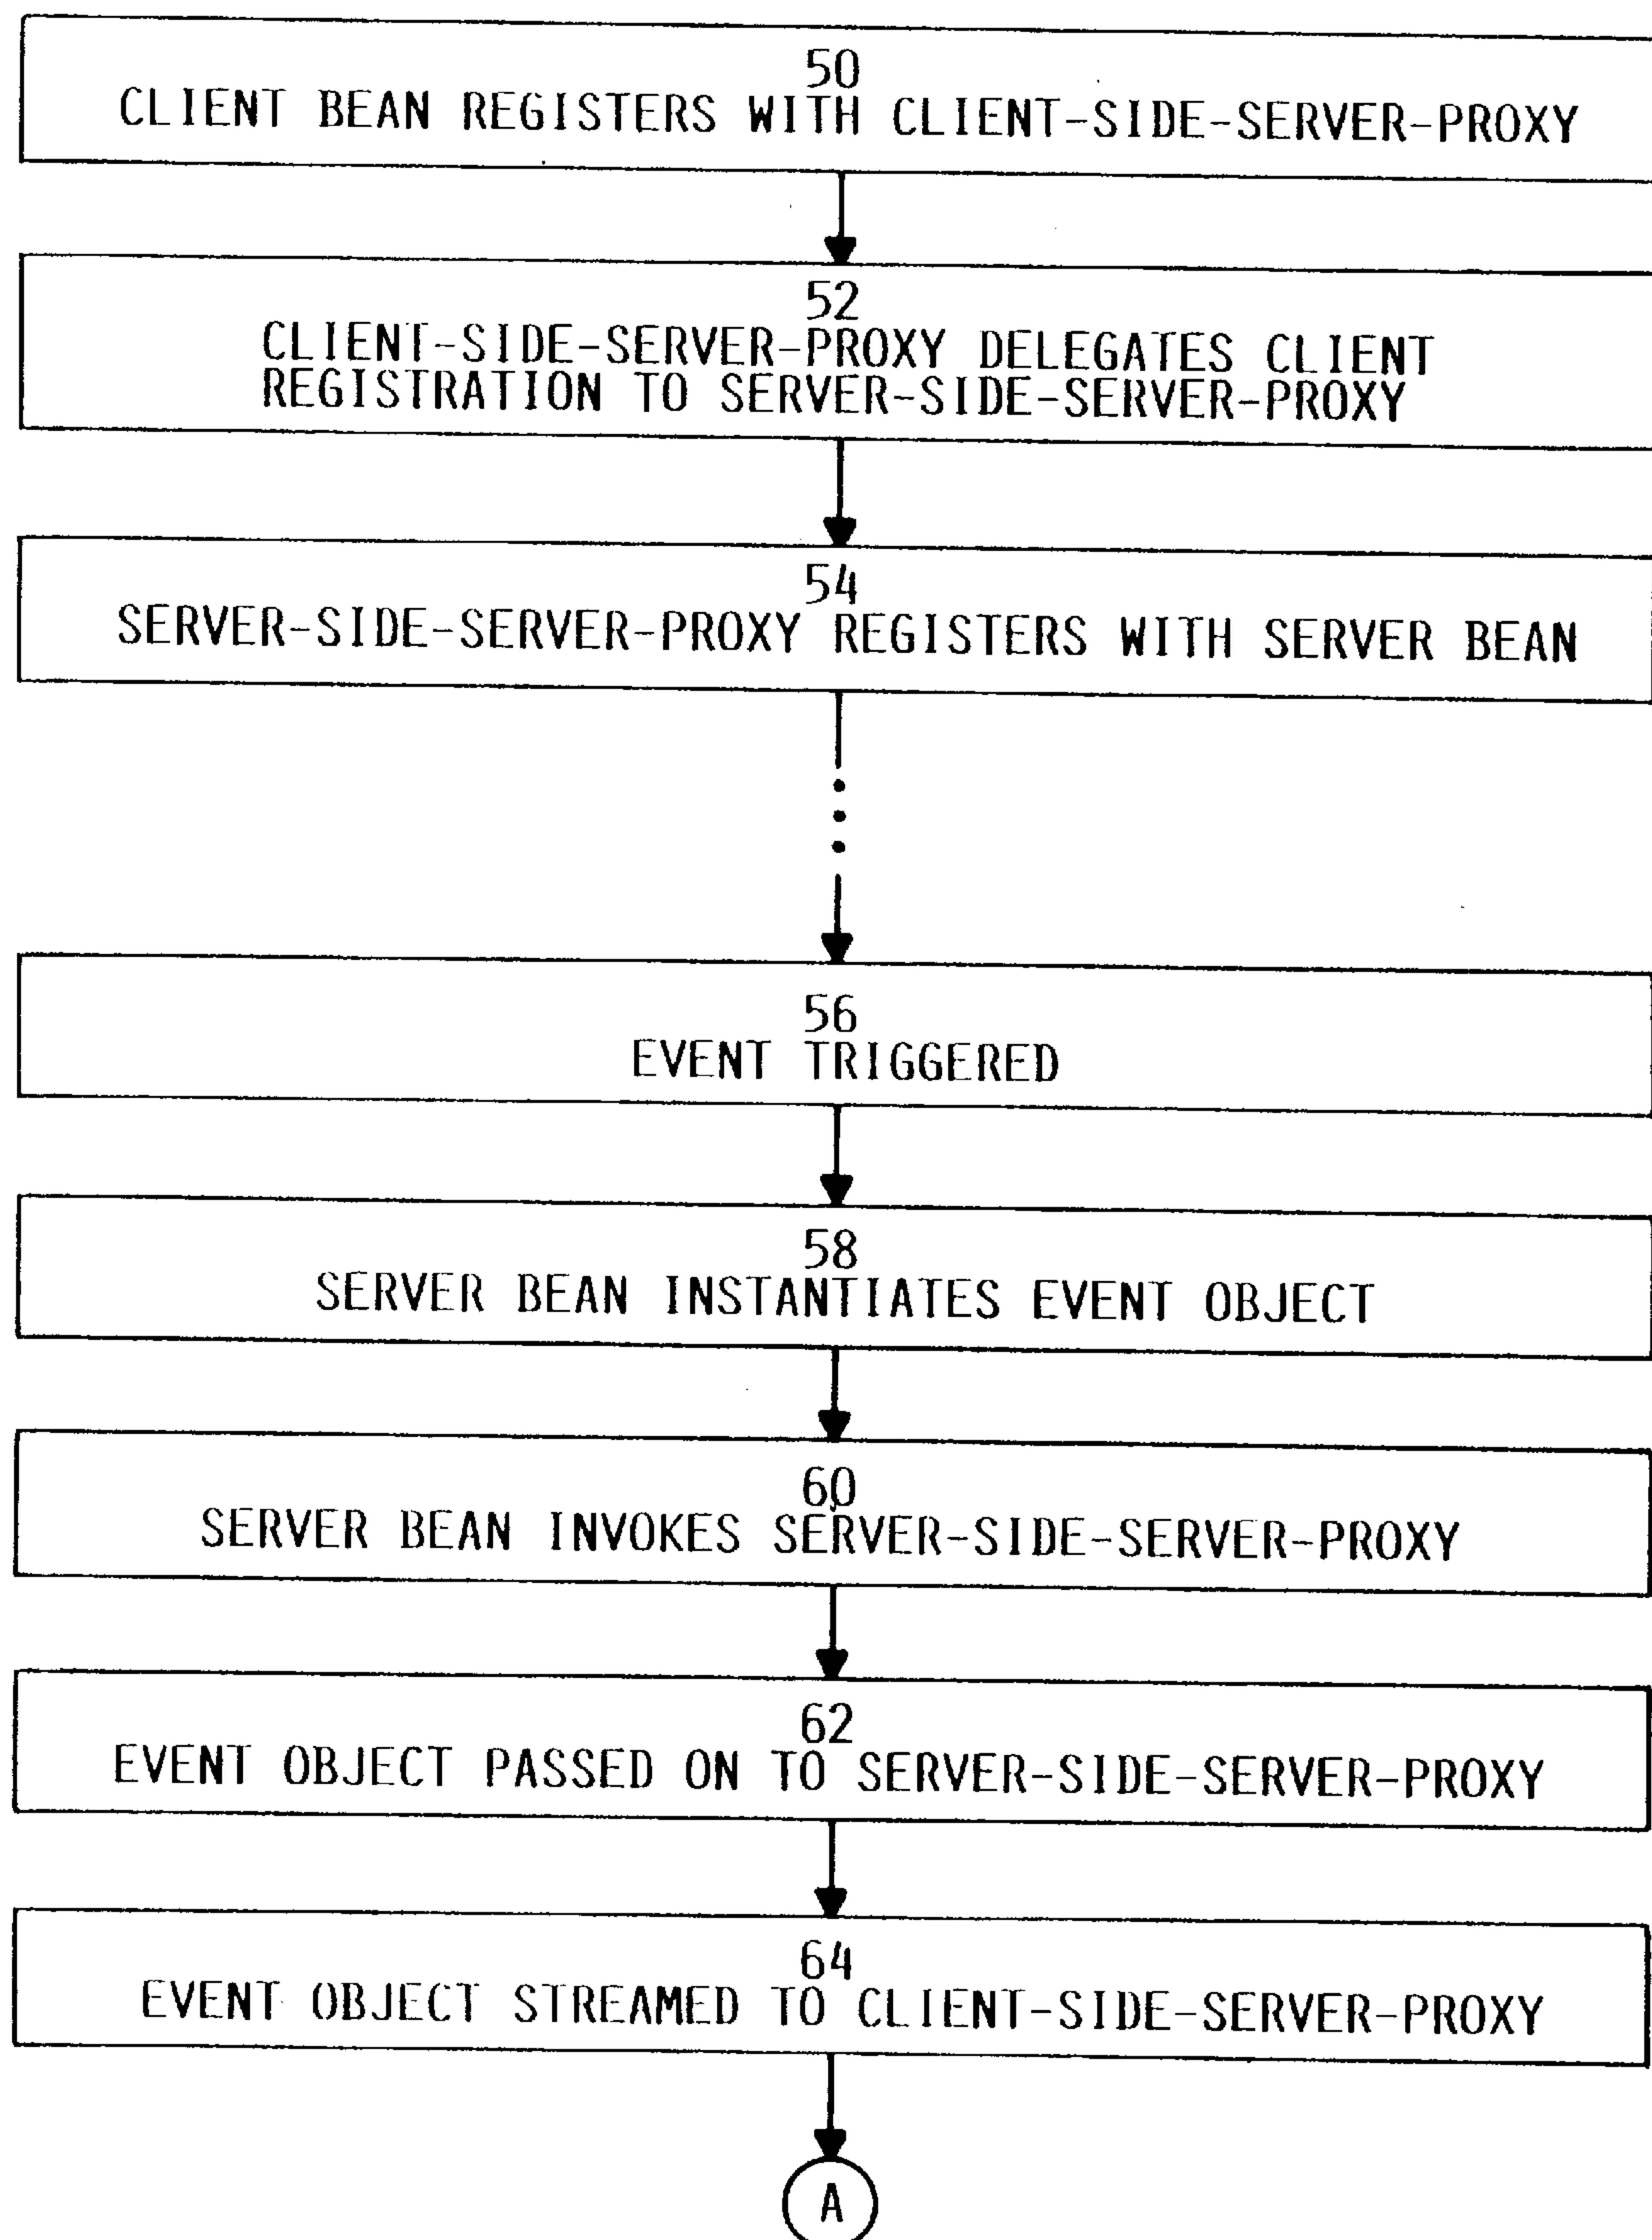 50
CLIENT BEAN REGISTERS WITH CLIENT-SIDE-SERVER-PROXY
52
CLIENT-SIDE-SERVER-PROXY DELEGATES CLIENT
REGISTRATION TO SERVER-SIDE-SERVER-PROXY
54
SERVER-SIDE-SERVER-PROXY REGISTERS WITH SERVER BEAN
56
EVENT TRIGGERED
58
SERVER BEAN INSTANTIATES EVENT OBJECT
60
SERVER BEAN INVOKES SERVER-SIDE-SERVER-PROXY
62
EVENT OBJECT PASSED ON TO SERVER-SIDE-SERVER-PROXY
64
EVENT OBJECT STREAMED TO CLIENT-SIDE-SERVER-PROXY
A